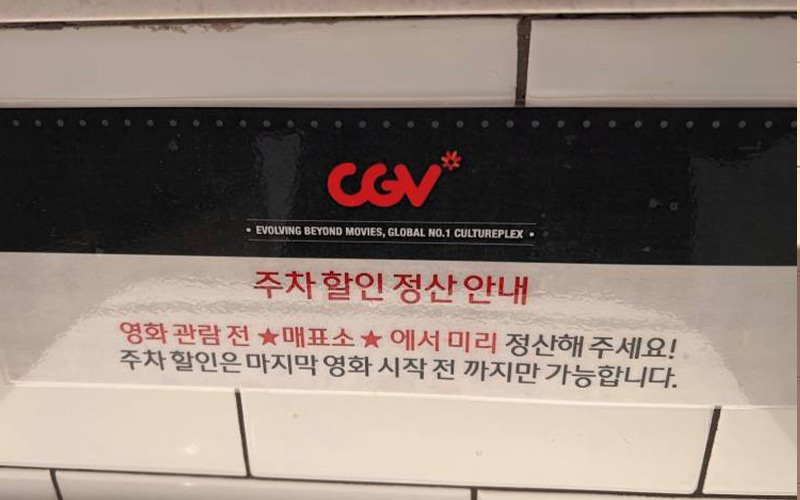 CGV
• EVOLVING BEYOND MOVIES, GLOBAL NO.1 CULTUREPLEX •
주차 할인 정산 안내
영화 관람 전 ★매표소★ 에서 미리 정산해 주세요!
주차 할인은 마지막 영화 시작 전 까지만 가능합니다.